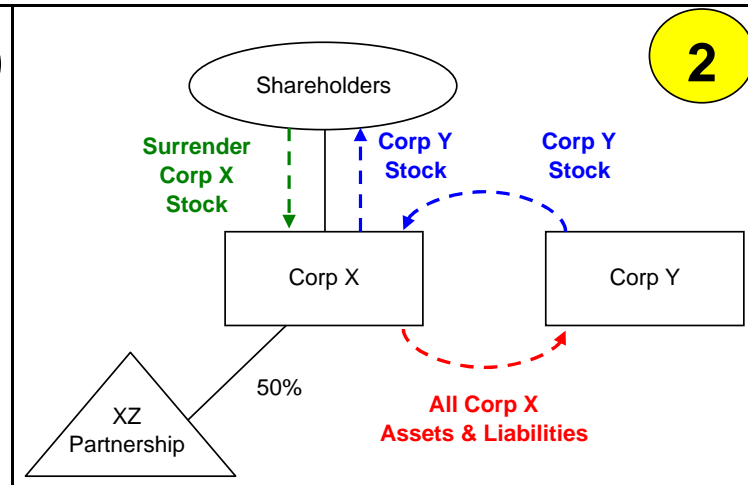 2
Shareholders
Surrender
Corp X
Stock
Corp Y
Stock
Corp Y
Stock
Corp X
Corp Y
50%
XZ
Partnership
All Corp X
Assets & Liabilities